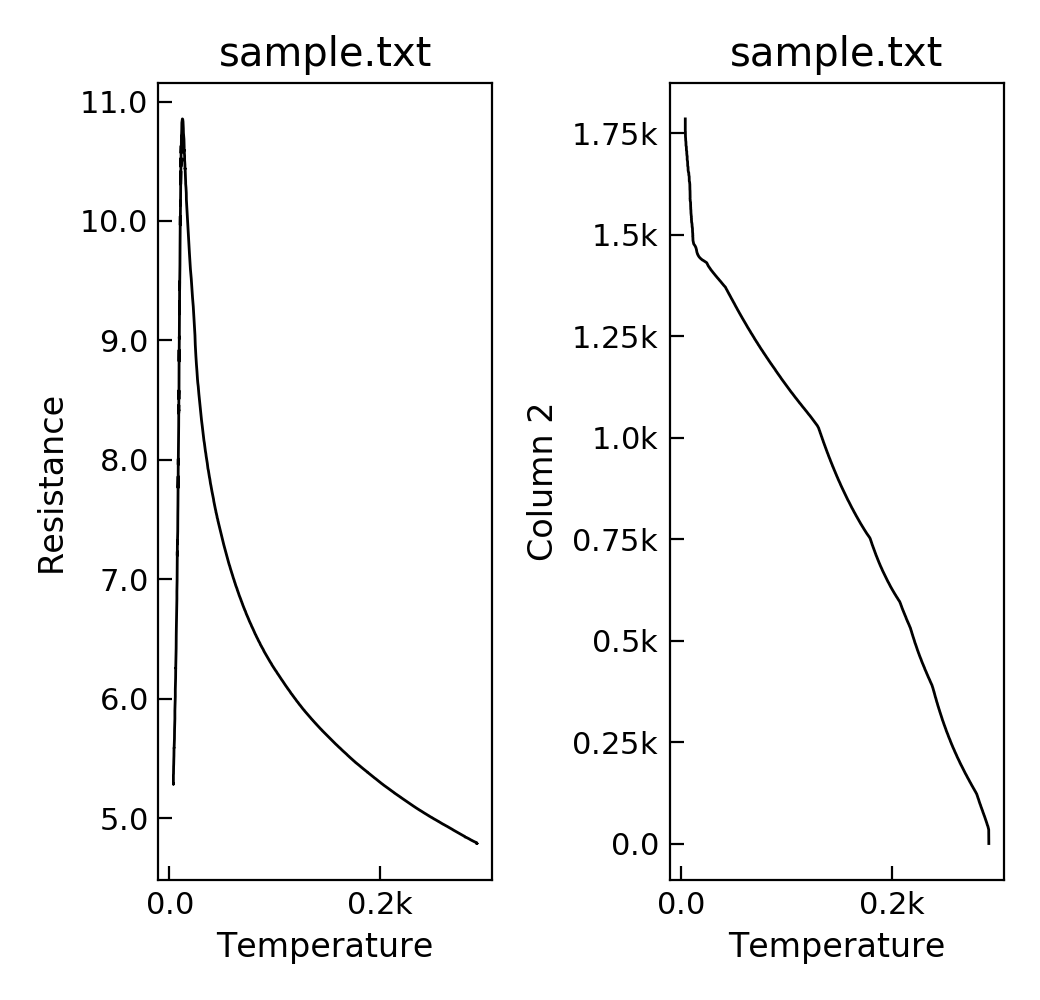 sample.txt
11.0
10.0
9.0
8.0
7.0
6.0
5.0
Resistance
0.0 0.2k
Temperature
sample.txt
1.75k
1.5k
1.25k
1.0k
0.75k
0.5k
0.25k
0.0
Column 2
0.0 0.2k
Temperature